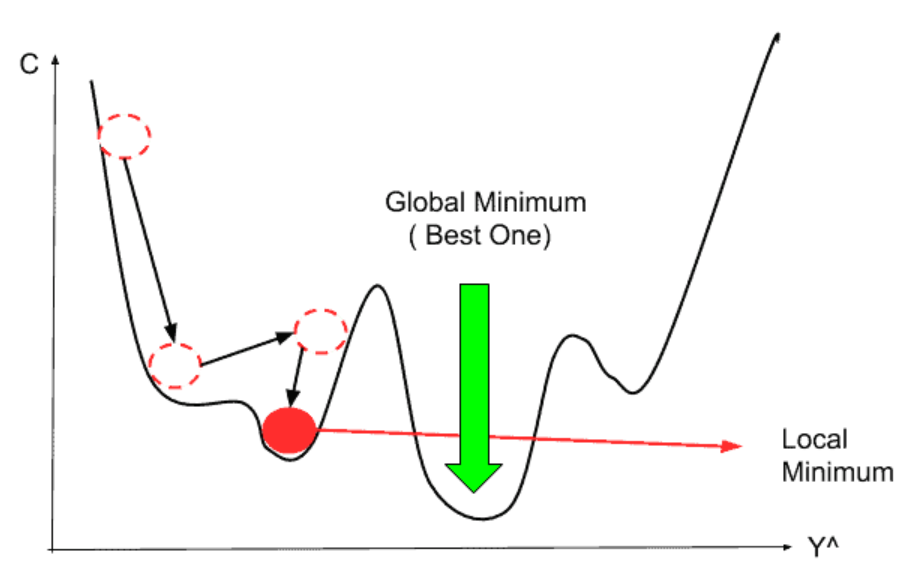 C
Global Minimum
( Best One)
Local
Minimum
Y^